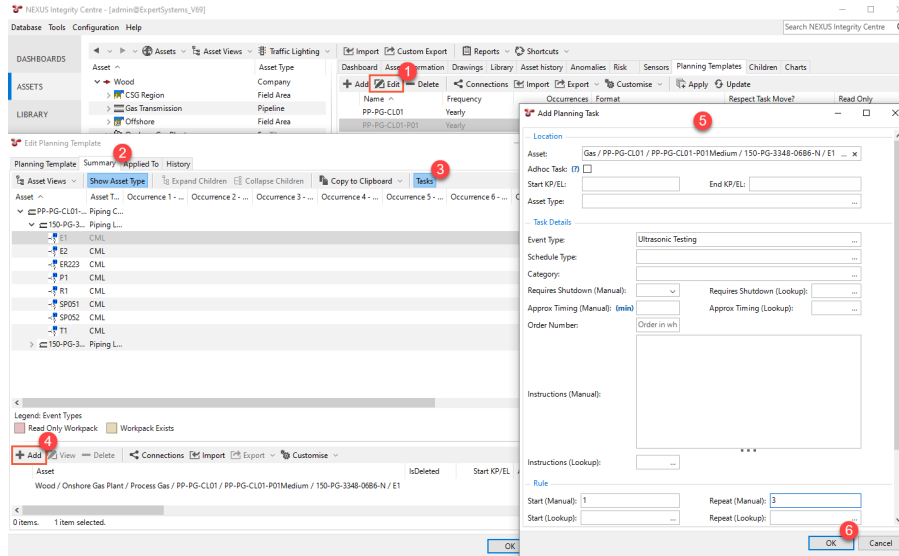 NEXUS Integrity Centre - [admin@ExpertSystems_V69]
Database Tools Configuration Help
Search NEXUS Integrity Centre
DASHBOARDS
ASSETS
LIBRARY
Assets Asset Views Traffic Lighting
Asset Asset Type
Wood Company
CSG Region Field Area
Gas Transmission Pipeline
Offshore Field Area
Import Custom Export Reports Shortcuts
1
Dashboard Information Drawings Library Asset history Anomalies Risk Sensors Planning Templates Children Charts
Add Edit Delete Connections Import Export Customise Apply Update
Name Frequency Occurrences Format Respect Task Move? Read Only
PP-PG-CL01 Yearly
PP-PG-CL01-P01 Yearly
Edit Planning Template
2
Planning Template Summary Applied To History
3
Asset Views Show Asset Type Expand Children Collapse Children Copy to Clipboard Tasks
Asset Asset T... Occurrence 1 - ... Occurrence 2 - ... Occurrence 3 - ... Occurrence 4 - ... Occurrence 5 - ... Occurrence 6 - ...
PP-PG-CL01-... Piping C...
150-PG-3... Piping L...
E1 CML
E2 CML
ER223 CML
P1 CML
R1 CML
SP051 CML
SP052 CML
T1 CML
150-PG-3... Piping L...
Legend: Event Types
Read Only Workpack Workpack Exists
4
Add View Delete Connections Import Export Customise
Asset IsDeleted Start KP/EL
Wood / Onshore Gas Plant / Process Gas / PP-PG-CL01 / PP-PG-CL01-P01Medium / 150-PG-3348-06B6-N / E1
0 items. 1 item selected.
OK
Add Planning Task
5
Location
Asset: Gas / PP-PG-CL01 / PP-PG-CL01-P01Medium / 150-PG-3348-06B6-N / E1 ... x
Adhoc Task: (?)
Start KP/EL: End KP/EL:
Asset Type: ...
Task Details
Event Type: Ultrasonic Testing ...
Schedule Type: ...
Category: ...
Requires Shutdown (Manual): Requires Shutdown (Lookup): ...
Approx Timing (Manual): (min) Approx Timing (Lookup): ...
Order Number: Order in wh
Instructions (Manual):
Instructions (Lookup): ...
Rule
Start (Manual): 1 Repeat (Manual): 3
Start (Lookup): ... Repeat (Lookup): ...
6
OK Cancel